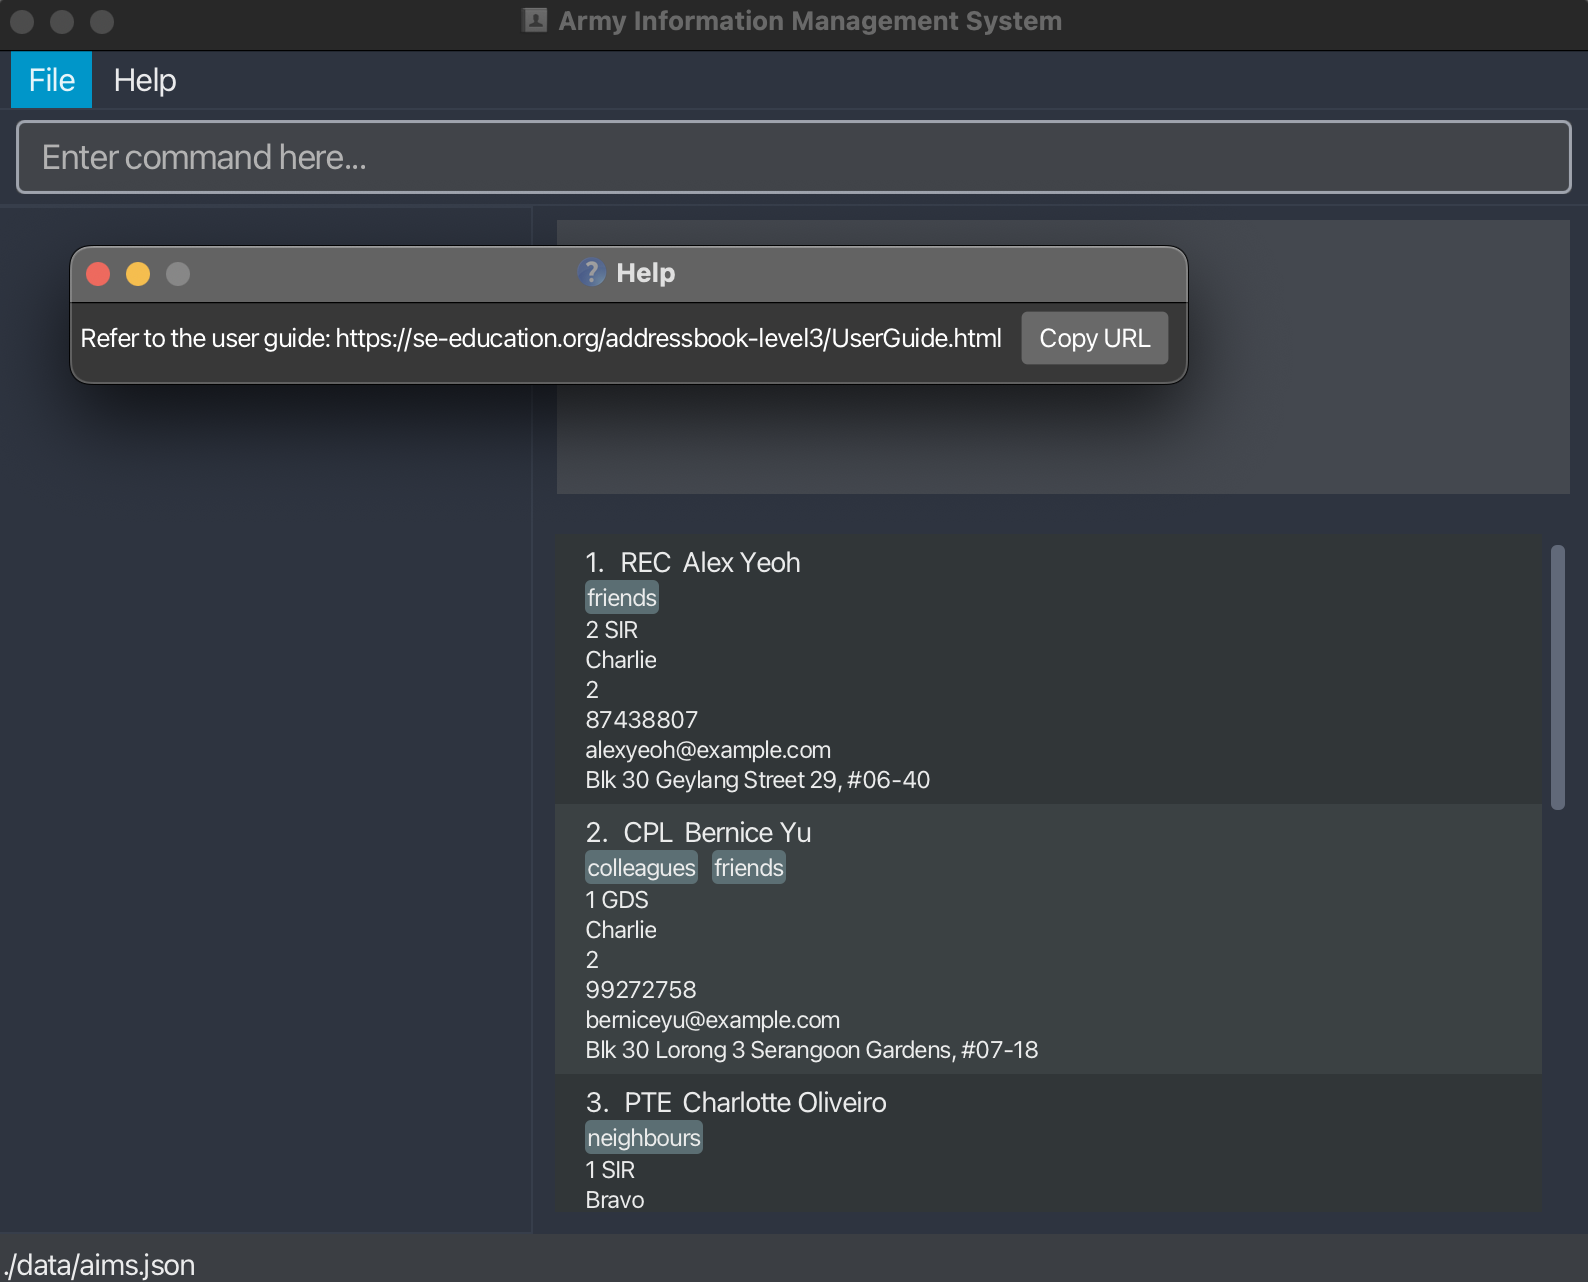 Army Information Management System
File Help
Enter command here...
? Help
Refer to the user guide: https://se-education.org/addressbook-level3/UserGuide.html Copy URL
1. REC Alex Yeoh
friends
2 SIR
Charlie
2
87438807
alexyeoh@example.com
Blk 30 Geylang Street 29, #06-40
2. CPL Bernice Yu
colleagues friends
1 GDS
Charlie
2
99272758
berniceyu@example.com
Blk 30 Lorong 3 Serangoon Gardens, #07-18
3. PTE Charlotte Oliveiro
neighbours
1 SIR
Bravo
./data/aims.json